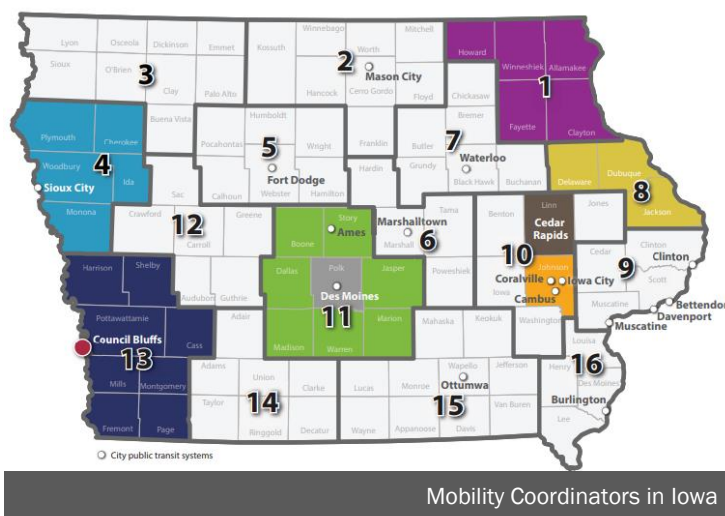 Lyon Osceola Dickinson Emmet
Sioux O'Brien Clay Palo Alto
3
Kossuth Winnebago Worth Mitchell
Hancock Cerro Gordo Floyd
2
Mason City
Howard Winneshiek Allamakee
Fayette Clayton
1
Plymouth Cherokee
Woodbury Ida
Monona
4
Sioux City
Buena Vista
Pocahontas Humboldt Wright
Calhoun Webster Hamilton
5
Fort Dodge
Franklin
Hardin
Chickasaw
Bremer
Butler
Grundy Black Hawk Buchanan
7
Waterloo
Delaware Dubuque
Jackson
8
Sac
Crawford Carroll Greene
Audubon Guthrie
12
Story
Boone
Ames
Dallas Polk Jasper
Des Moines
11
Madison Warren Marion
Marshalltown
Marshall
Tama
6
Poweshiek
Benton Linn Jones
Cedar
Rapids
10
Iowa Johnson
Coralville Iowa City
Cambus
Washington
Cedar Clinton
Clinton
9
Scott
Muscatine
Bettendorf
Davenport
Muscatine
Harrison Shelby
Pottawattamie
Council Bluffs
13
Cass
Mills Montgomery
Fremont Page
Adair
Adams Union Clarke
Taylor Ringgold Decatur
14
Mahaska Keokuk
Lucas Monroe Wapello Jefferson
Ottumwa
15
Wayne Appanoose Davis Van Buren
Louisa
16
Henry Des Moines
Burlington
Lee
City public transit systems
Mobility Coordinators in Iowa